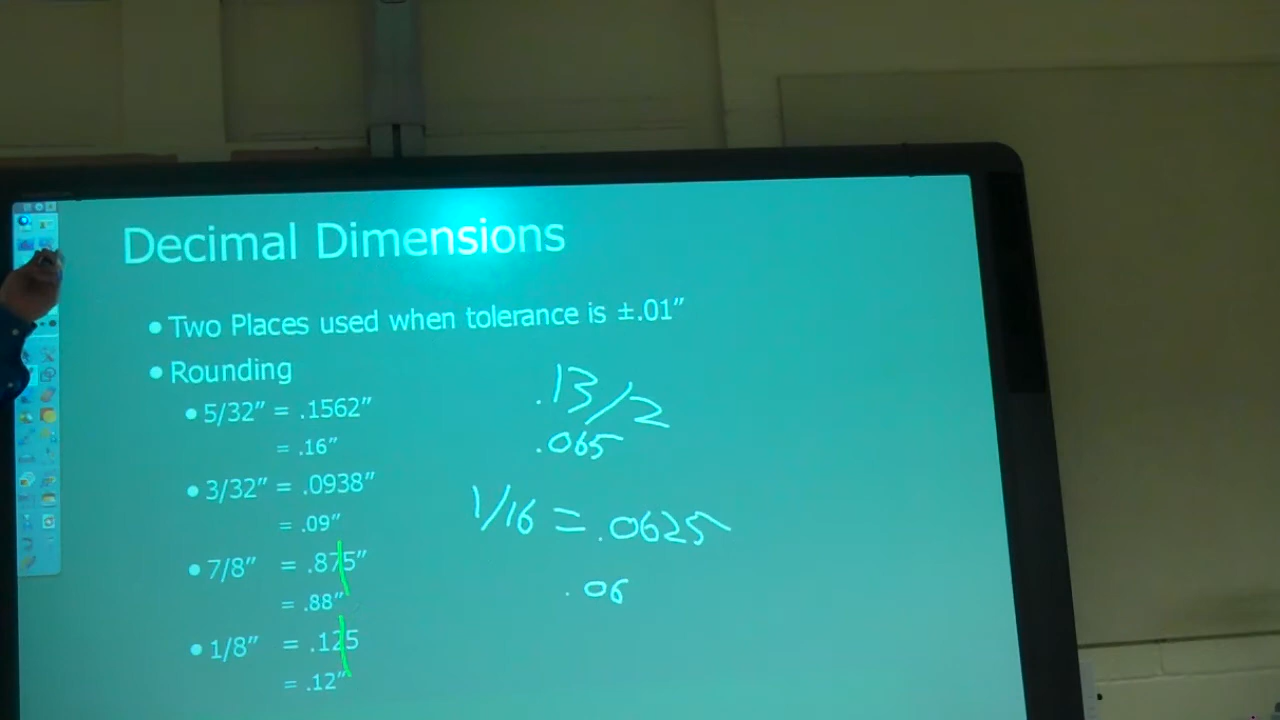 Decimal Dimensions
• Two Places used when tolerance is ±.01"
• Rounding
• 5/32" = .1562"
= .16"
• 3/32" = .0938"
= .09"
• 7/8" = .875"
= .88"
• 1/8" = .125
= .12"
.13/2
.065
1/16 = .0625
.06